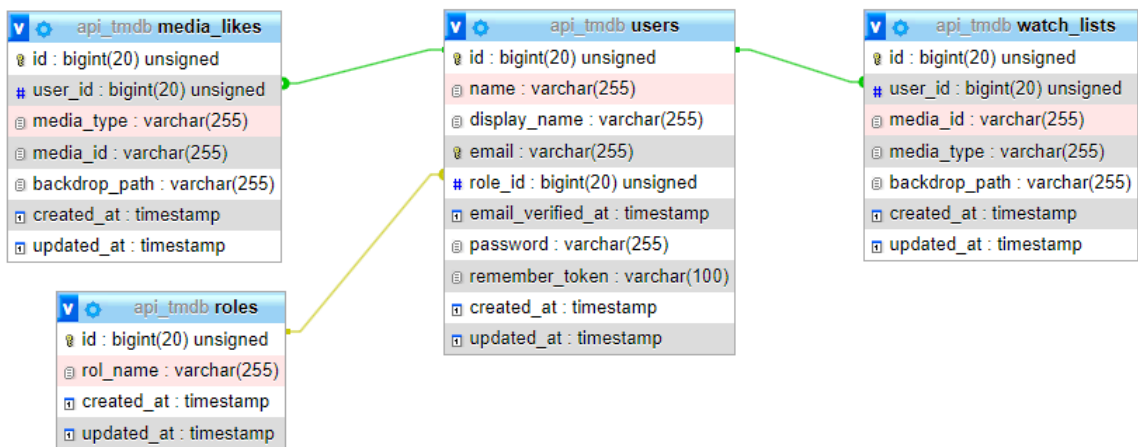 v api_tmdb media_likes
id : bigint(20) unsigned
# user_id : bigint(20) unsigned
media_type : varchar(255)
media_id : varchar(255)
backdrop_path : varchar(255)
created_at : timestamp
updated_at : timestamp
v api_tmdb users
id : bigint(20) unsigned
name : varchar(255)
display_name : varchar(255)
email : varchar(255)
# role_id : bigint(20) unsigned
email_verified_at : timestamp
password : varchar(255)
remember_token : varchar(100)
created_at : timestamp
updated_at : timestamp
v api_tmdb watch_lists
id : bigint(20) unsigned
# user_id : bigint(20) unsigned
media_id : varchar(255)
media_type : varchar(255)
backdrop_path : varchar(255)
created_at : timestamp
updated_at : timestamp
v api_tmdb roles
id : bigint(20) unsigned
rol_name : varchar(255)
created_at : timestamp
updated_at : timestamp